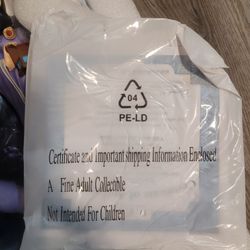 04
PE-LD
Certificate and Important shipping Information Enclosed
A Fine Adult Collectible
Not Intended For Children